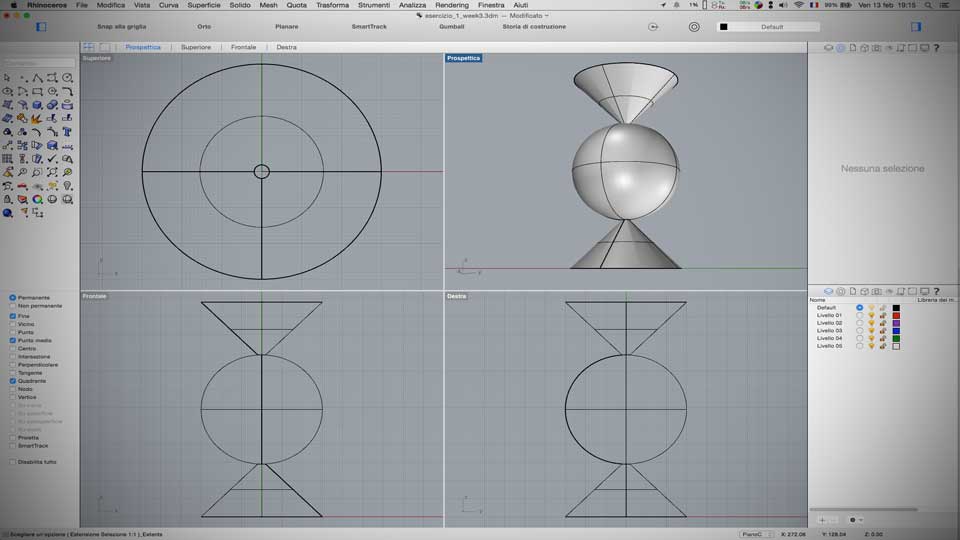 Rhinoceros File Modifica Vista Curva Superficie Solido Mesh Quota Trasforma Strumenti Analizza Rendering Finestra Aiuti 1% 99% Ven 13 feb 19:15
esercizio_1_week3.3dm — Modificato
Snap alla griglia Orto Planare SmartTrack Gumball Storia di costruzione Default
Prospettica Superiore Frontale Destra
Superiore
Prospettica
Nessuna selezione
Frontale
Destra
Permanente
Non permanente
Fine
Vicino
Punto
Punto medio
Centro
Intersezione
Perpendicolare
Tangente
Quadrante
Nodo
Vertice
Proietta
SmartTrack
Disabilita tutto
Nome Libreria dei m...
Default
Livello 01
Livello 02
Livello 03
Livello 04
Livello 05
Scegliere un'opzione ( Estensione Selezione 1:1 ) _Extents PianoC X: 272.08 Y: 128.04 Z: 0.00